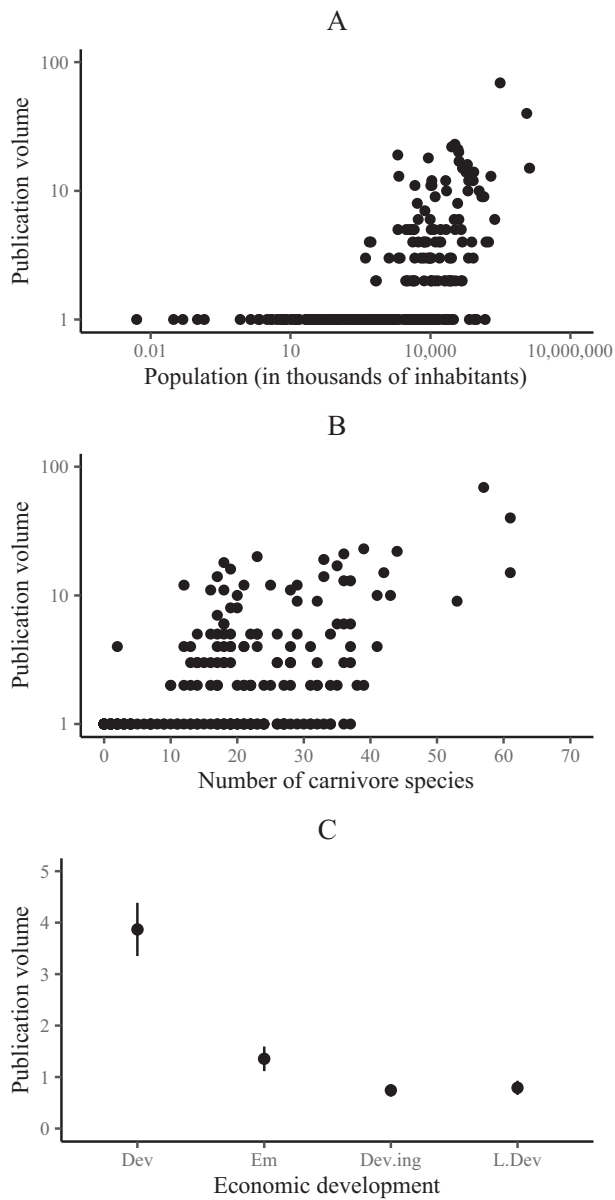 A
Publication volume
100
10
1
0.01 10 10,000 10,000,000
Population (in thousands of inhabitants)
B
Publication volume
100
10
1
0 10 20 30 40 50 60 70
Number of carnivore species
C
Publication volume
5
4
3
2
1
0
Dev Em Dev.ing L.Dev
Economic development